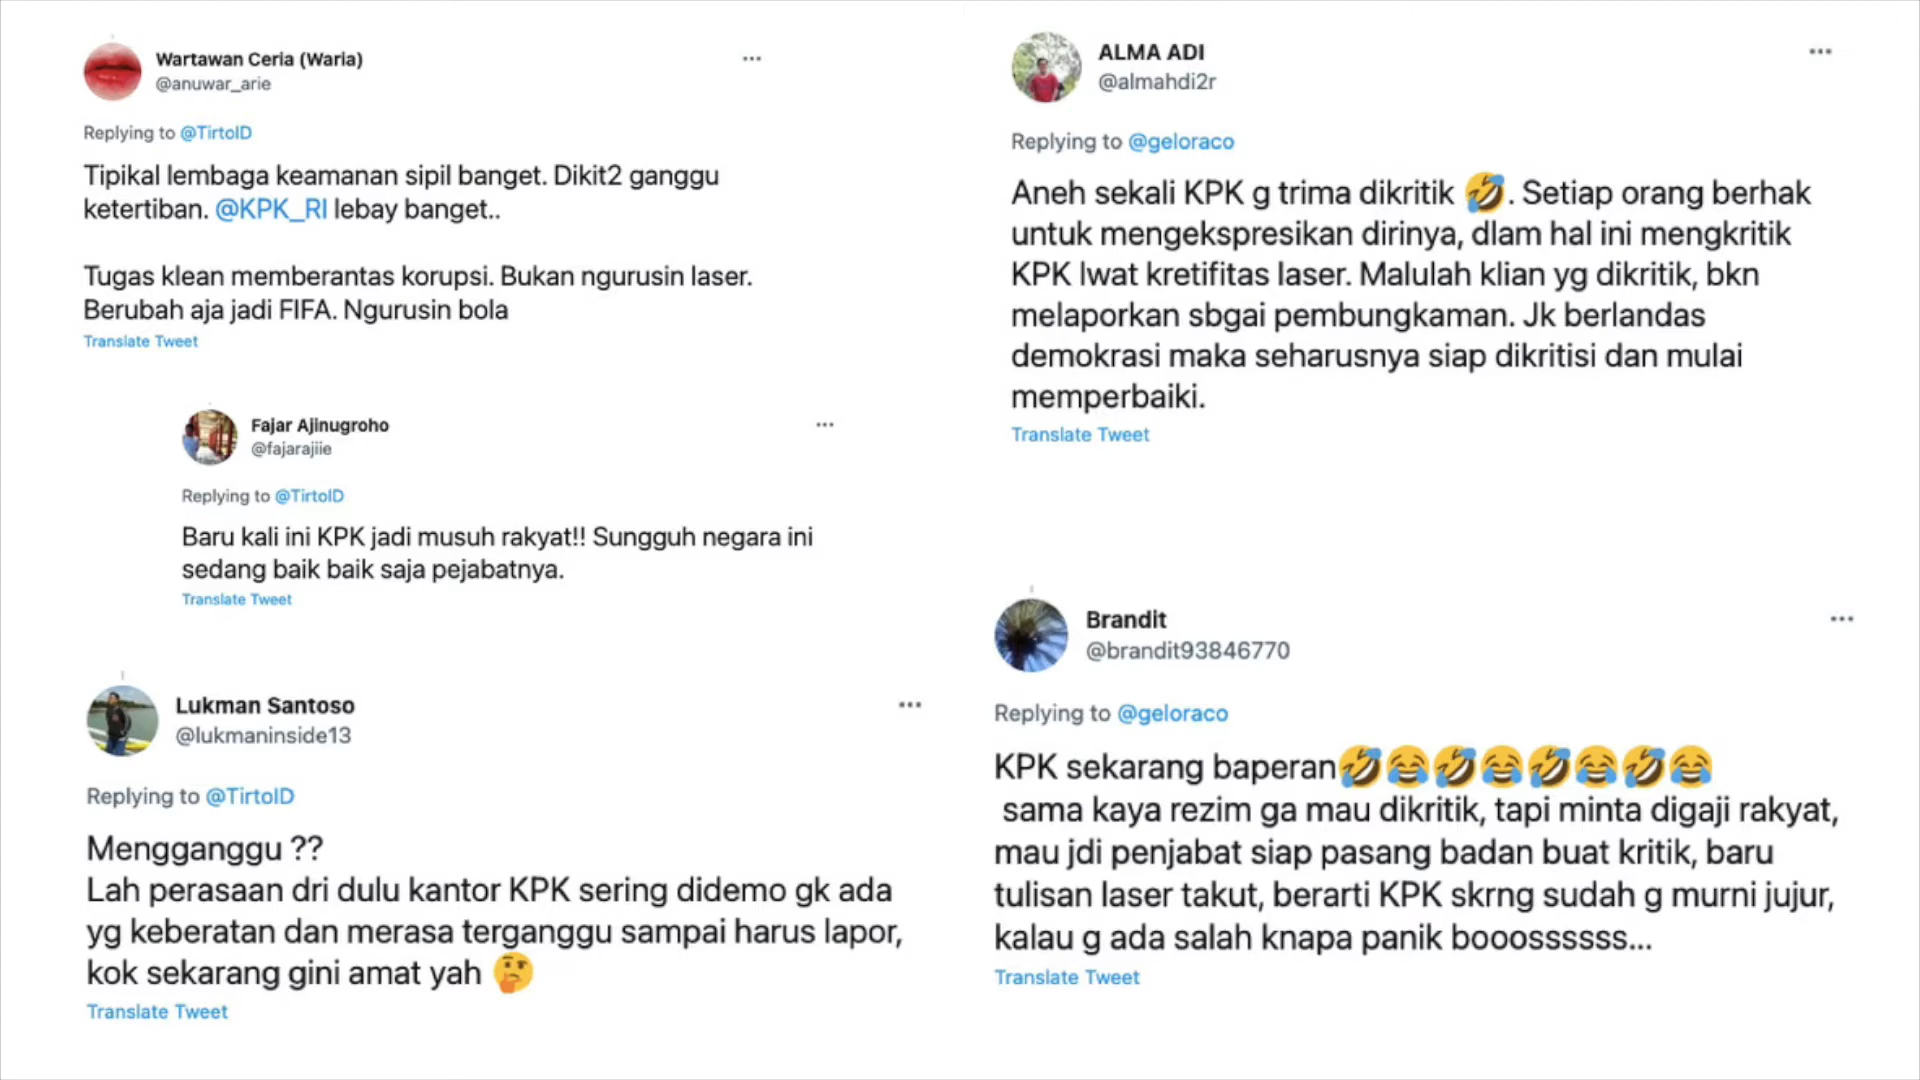 Wartawan Ceria (Waria)
@anuwar_arie
Replying to @TirtoID
Tipikal lembaga keamanan sipil banget. Dikit2 ganggu
ketertiban. @KPK_RI lebay banget..
Tugas klean memberantas korupsi. Bukan ngurusin laser.
Berubah aja jadi FIFA. Ngurusin bola
Translate Tweet
Fajar Ajinugroho
@fajarajiie
Replying to @TirtoID
Baru kali ini KPK jadi musuh rakyat!! Sungguh negara ini
sedang baik baik saja pejabatnya.
Translate Tweet
Lukman Santoso
@lukmaninside13
Replying to @TirtoID
Mengganggu ??
Lah perasaan dri dulu kantor KPK sering didemo gk ada
yg keberatan dan merasa terganggu sampai harus lapor,
kok sekarang gini amat yah 🤔
Translate Tweet
ALMA ADI
@almahdi2r
Replying to @geloraco
Aneh sekali KPK g trima dikritik 🤣. Setiap orang berhak
untuk mengekspresikan dirinya, dlam hal ini mengkritik
KPK lwat kretifitas laser. Malulah klian yg dikritik, bkn
melaporkan sbgai pembungkaman. Jk berlandas
demokrasi maka seharusnya siap dikritisi dan mulai
memperbaiki.
Translate Tweet
Brandit
@brandit93846770
Replying to @geloraco
KPK sekarang baperan🤣😂🤣😂🤣😂🤣😂
sama kaya rezim ga mau dikritik, tapi minta digaji rakyat,
mau jdi penjabat siap pasang badan buat kritik, baru
tulisan laser takut, berarti KPK skrng sudah g murni jujur,
kalau g ada salah knapa panik booossssss...
Translate Tweet